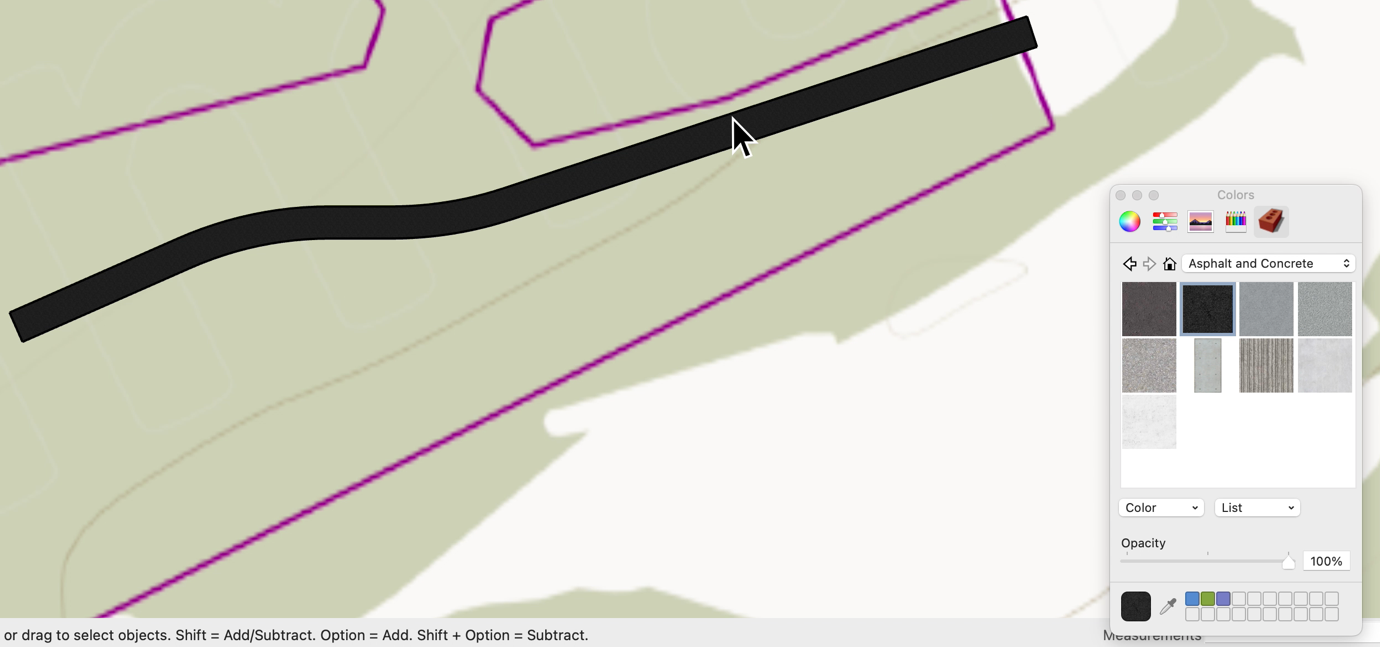 Colors
Asphalt and Concrete
Color
List
Opacity
100%
or drag to select objects. Shift = Add/Subtract. Option = Add. Shift + Option = Subtract.
Measurements